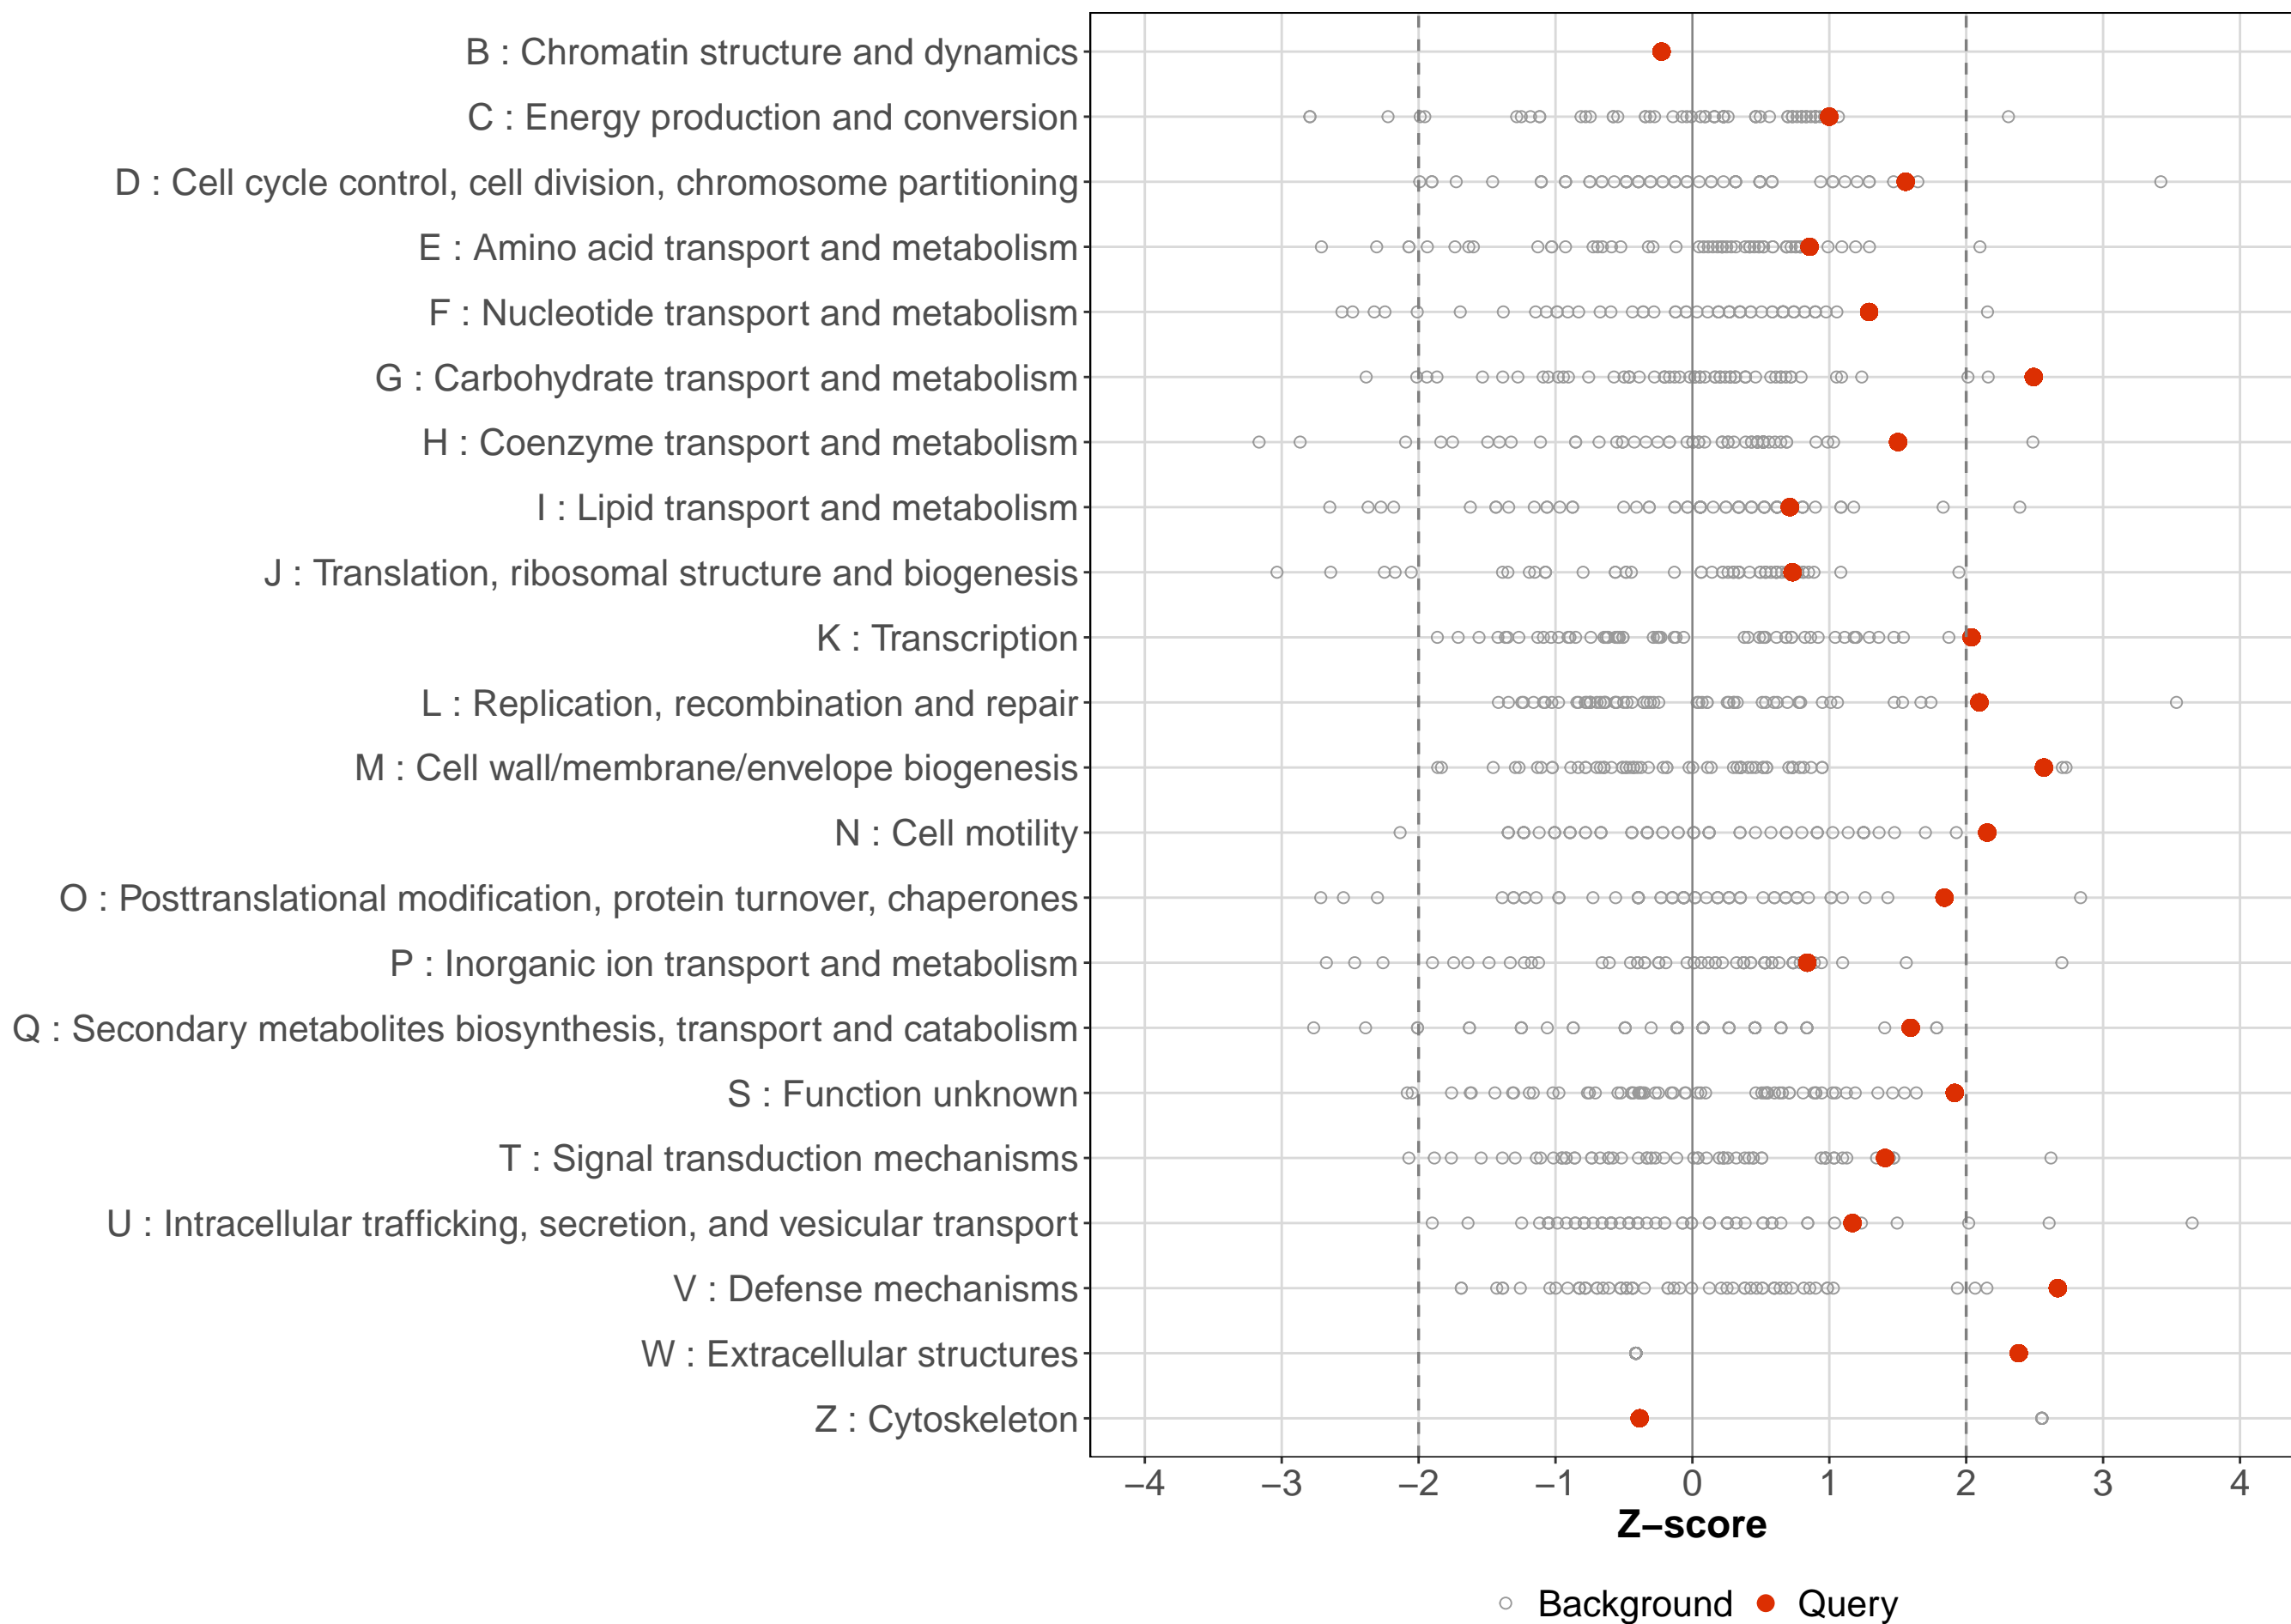 B : Chromatin structure and dynamics
C : Energy production and conversion
D : Cell cycle control, cell division, chromosome partitioning
E : Amino acid transport and metabolism
F : Nucleotide transport and metabolism
G : Carbohydrate transport and metabolism
H : Coenzyme transport and metabolism
I : Lipid transport and metabolism
J : Translation, ribosomal structure and biogenesis
K : Transcription
L : Replication, recombination and repair
M : Cell wall/membrane/envelope biogenesis
N : Cell motility
O : Posttranslational modification, protein turnover, chaperones
P : Inorganic ion transport and metabolism
Q : Secondary metabolites biosynthesis, transport and catabolism
S : Function unknown
T : Signal transduction mechanisms
U : Intracellular trafficking, secretion, and vesicular transport
V : Defense mechanisms
W : Extracellular structures
Z : Cytoskeleton
−4 −3 −2 −1 0 1 2 3 4
Z−score
Background Query